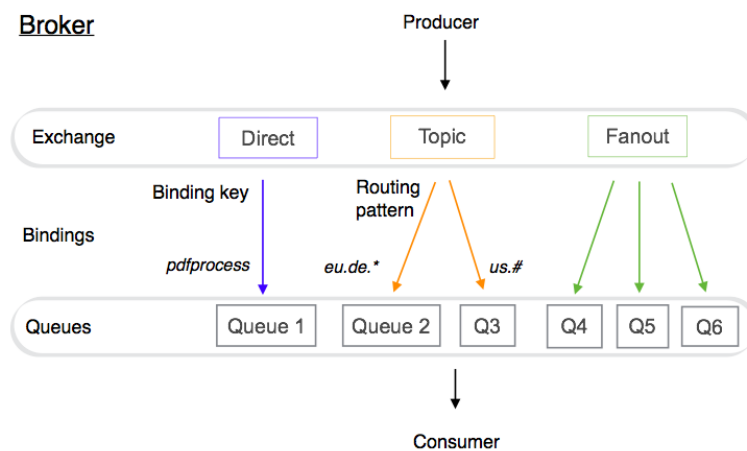 Broker
Producer
Exchange Direct Topic Fanout
Binding key Routing
pattern
Bindings
pdfprocess eu.de.* us.#
Queues Queue 1 Queue 2 Q3 Q4 Q5 Q6
Consumer